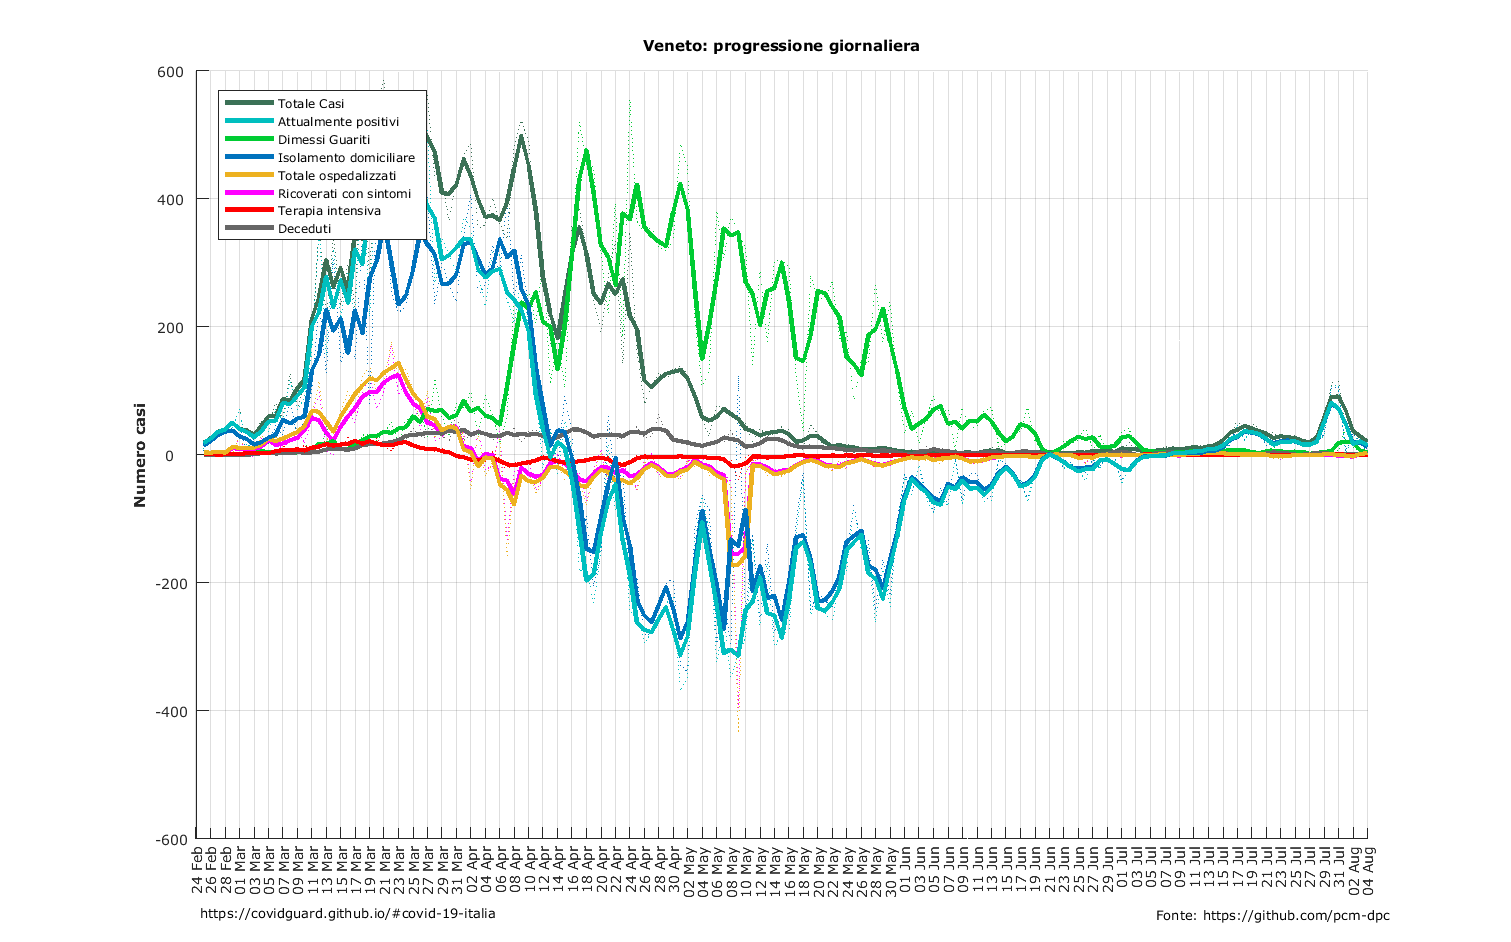 Veneto: progressione giornaliera
Numero casi
600
400
200
0
-200
-400
-600
Totale Casi
Attualmente positivi
Dimessi Guariti
Isolamento domiciliare
Totale ospedalizzati
Ricoverati con sintomi
Terapia intensiva
Deceduti
24 Feb
26 Feb
28 Feb
01 Mar
03 Mar
05 Mar
07 Mar
09 Mar
11 Mar
13 Mar
15 Mar
17 Mar
19 Mar
21 Mar
23 Mar
25 Mar
27 Mar
29 Mar
31 Mar
02 Apr
04 Apr
06 Apr
08 Apr
10 Apr
12 Apr
14 Apr
16 Apr
18 Apr
20 Apr
22 Apr
24 Apr
26 Apr
28 Apr
30 Apr
02 May
04 May
06 May
08 May
10 May
12 May
14 May
16 May
18 May
20 May
22 May
24 May
26 May
28 May
30 May
01 Jun
03 Jun
05 Jun
07 Jun
09 Jun
11 Jun
13 Jun
15 Jun
17 Jun
19 Jun
21 Jun
23 Jun
25 Jun
27 Jun
29 Jun
01 Jul
03 Jul
05 Jul
07 Jul
09 Jul
11 Jul
13 Jul
15 Jul
17 Jul
19 Jul
21 Jul
23 Jul
25 Jul
27 Jul
29 Jul
31 Jul
02 Aug
04 Aug
https://covidguard.github.io/#covid-19-italia
Fonte: https://github.com/pcm-dpc